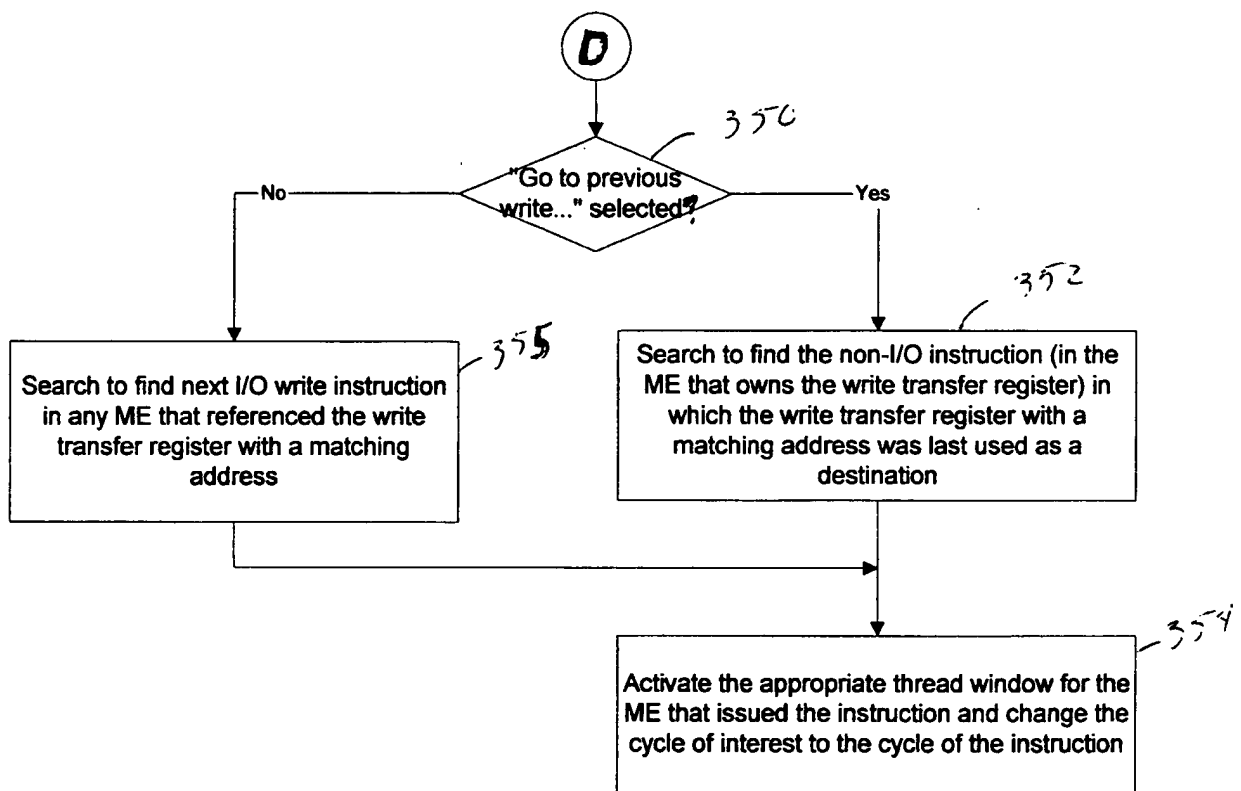 D
350
"Go to previous
write..." selected?
No
Yes
352
355
Search to find next I/O write instruction
in any ME that referenced the write
transfer register with a matching
address
Search to find the non-I/O instruction (in the
ME that owns the write transfer register) in
which the write transfer register with a
matching address was last used as a
destination
354
Activate the appropriate thread window for the
ME that issued the instruction and change the
cycle of interest to the cycle of the instruction